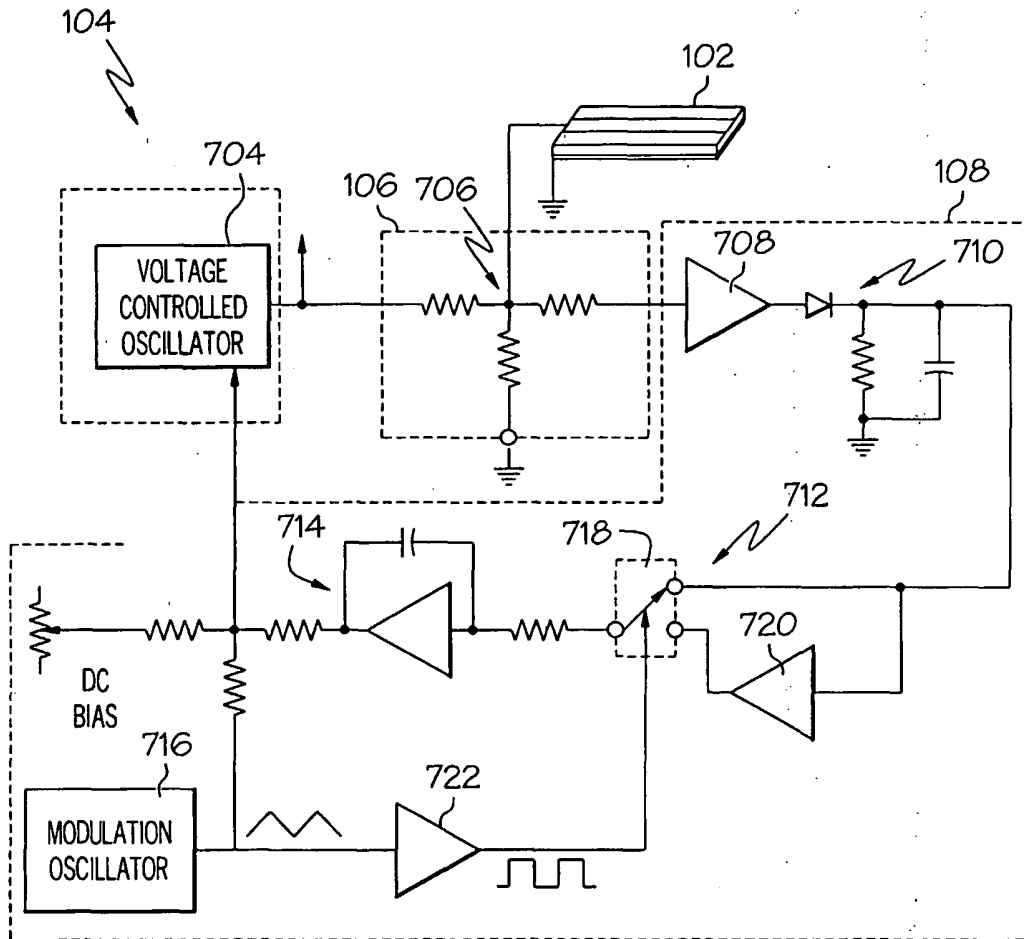 104
102
704
106
706
108
VOLTAGE
CONTROLLED
OSCILLATOR
708
710
712
714
718
720
DC
BIAS
716
722
MODULATION
OSCILLATOR